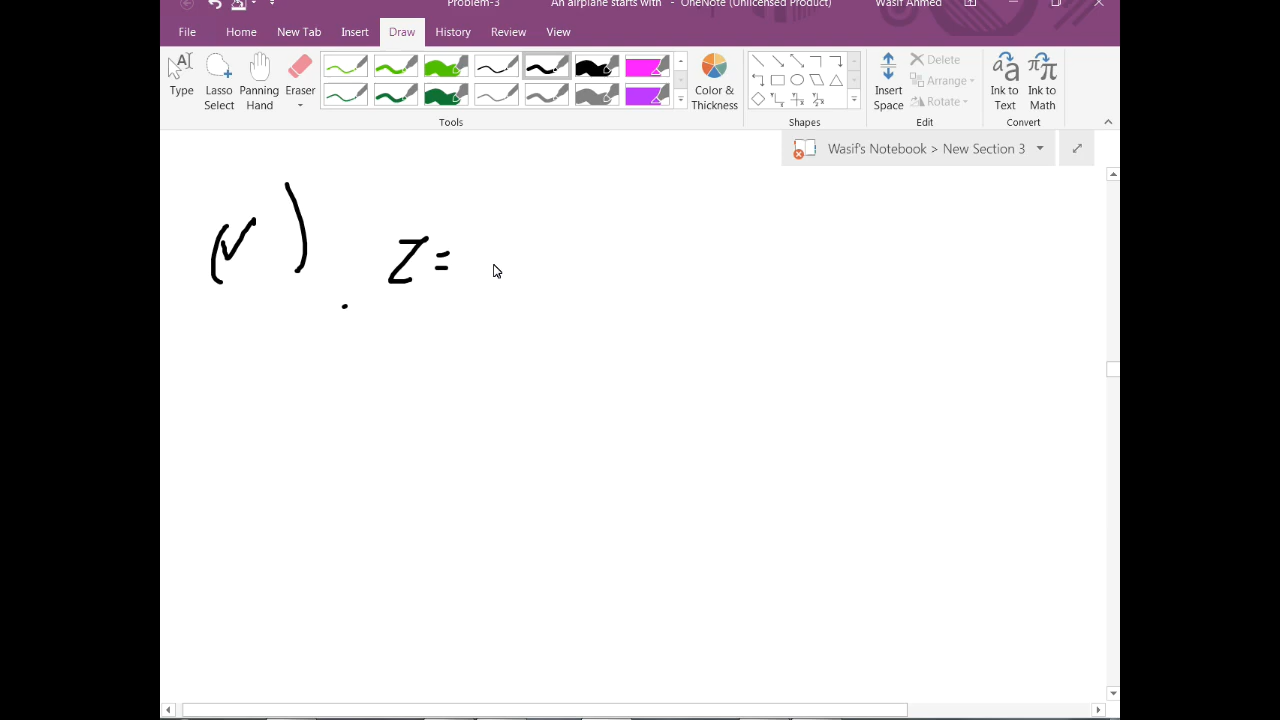 Problem-3 An airplane starts with - OneNote (Unlicensed Product) Wasif Ahmed
File Home New Tab Insert Draw History Review View
Type Lasso Select Panning Hand Eraser Color & Thickness Insert Space Delete Arrange Rotate Ink to Text Ink to Math
Tools Shapes Edit Convert
Wasif's Notebook > New Section 3
(v) Z =